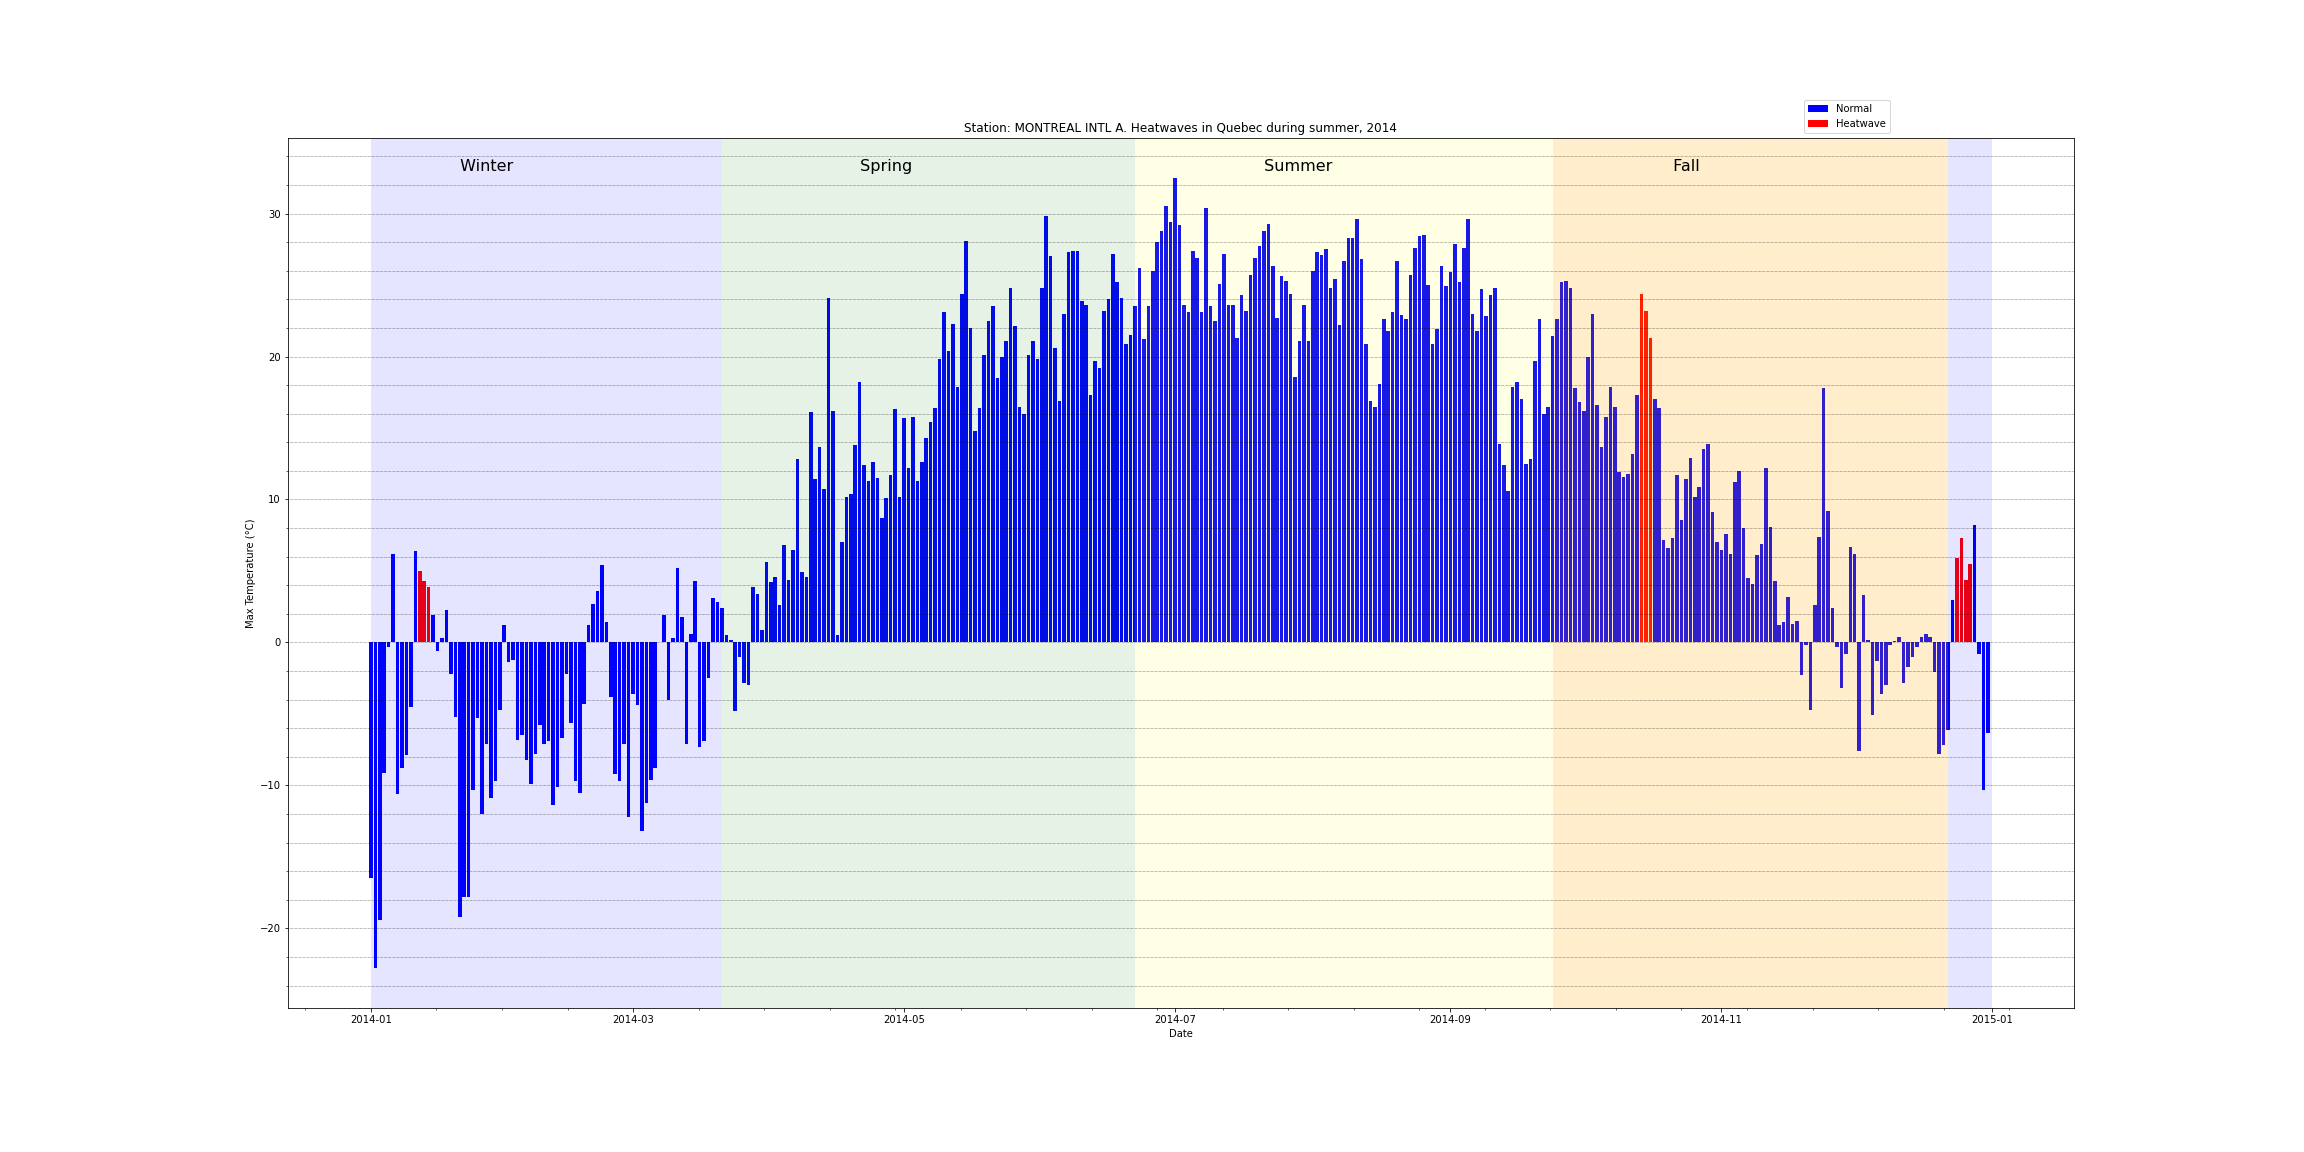 Normal
Heatwave
Station: MONTREAL INTL A. Heatwaves in Quebec during summer, 2014
Winter
Spring
Summer
Fall
30
20
10
0
−10
−20
Max Temperature (°C)
2014-01
2014-03
2014-05
2014-07
2014-09
2014-11
2015-01
Date